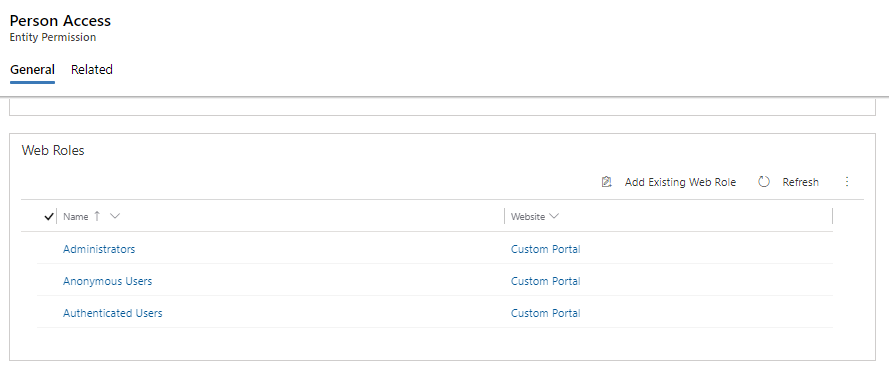 Person Access
Entity Permission
General Related
Web Roles
Add Existing Web Role Refresh
Name Website
Administrators Custom Portal
Anonymous Users Custom Portal
Authenticated Users Custom Portal